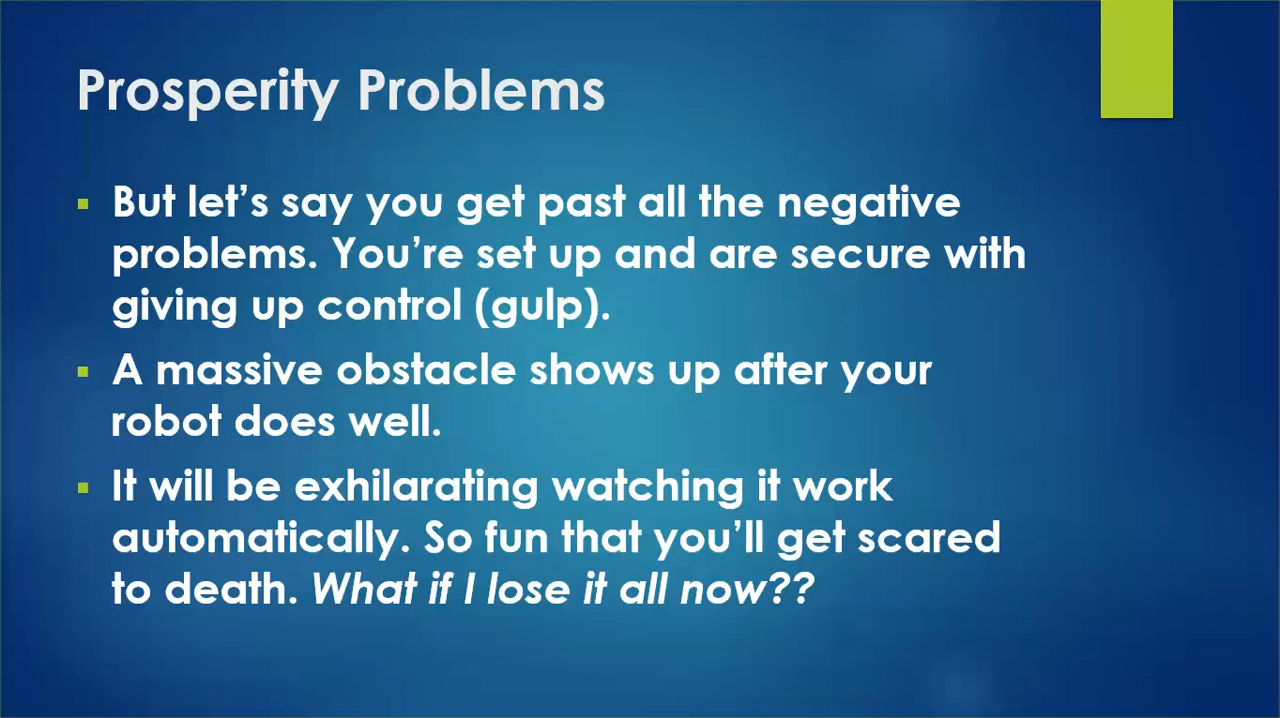 Prosperity Problems
But let’s say you get past all the negative
problems. You’re set up and are secure with
giving up control (gulp).
A massive obstacle shows up after your
robot does well.
It will be exhilarating watching it work
automatically. So fun that you’ll get scared
to death. What if I lose it all now??